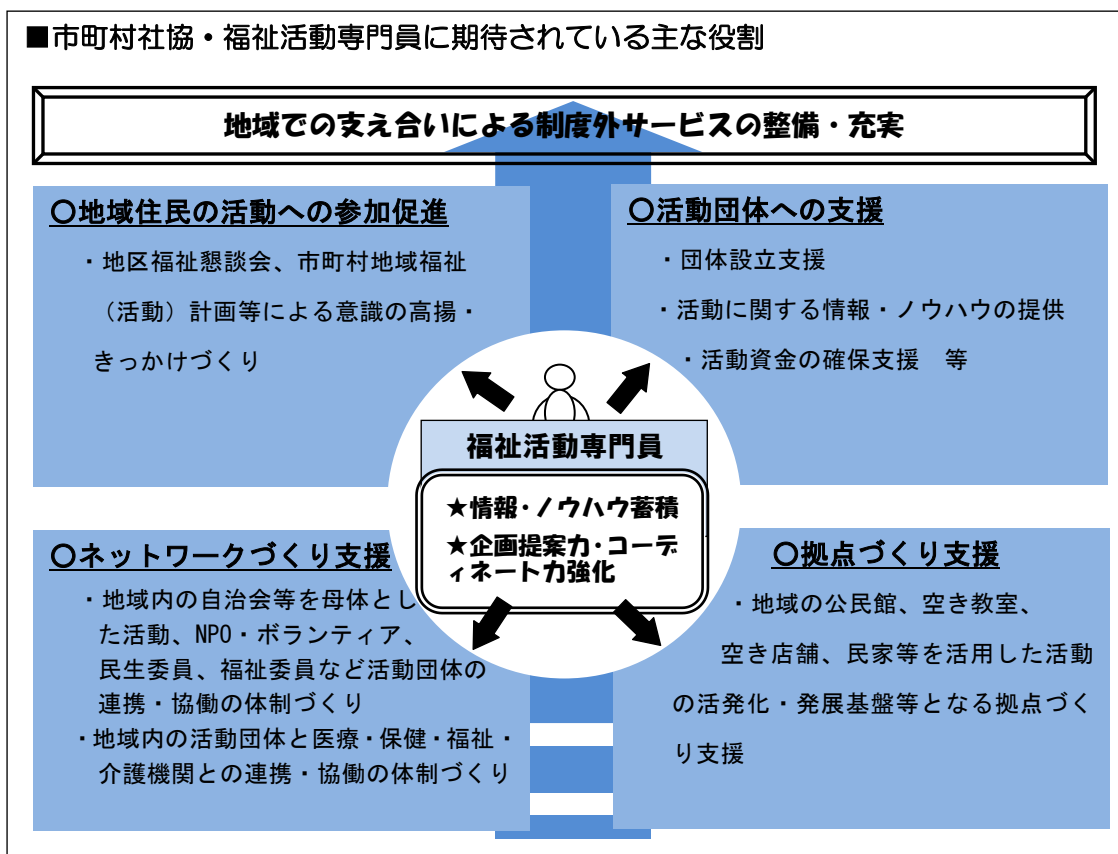 ■市町村社協・福祉活動専門員に期待されている主な役割
地域での支え合いによる制度外サービスの整備・充実
○地域住民の活動への参加促進
・地区福祉懇談会、市町村地域福祉
（活動）計画等による意識の高揚・
きっかけづくり
○活動団体への支援
・団体設立支援
・活動に関する情報・ノウハウの提供
・活動資金の確保支援　等
福祉活動専門員
★情報・ノウハウ蓄積
★企画提案力・コーデ
ィネート力強化
○ネットワークづくり支援
・地域内の自治会等を母体とし
た活動、NPO・ボランティア、
民生委員、福祉委員など活動団体の
連携・協働の体制づくり
・地域内の活動団体と医療・保健・福祉・
介護機関との連携・協働の体制づくり
○拠点づくり支援
・地域の公民館、空き教室、
空き店舗、民家等を活用した活動
の活発化・発展基盤等となる拠点づく
り支援